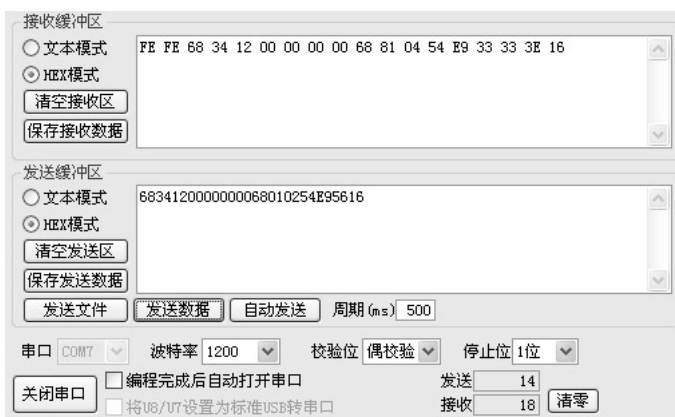 接收缓冲区
文本模式
HEX模式
清空接收区
保存接收数据
FE FE 68 34 12 00 00 00 00 68 81 04 54 E9 33 33 3E 16
发送缓冲区
文本模式
HEX模式
清空发送区
保存发送数据
6834120000000068010254E95616
发送文件 发送数据 自动发送 周期(ms) 500
串口 COM7 波特率 1200 校验位 偶校验 停止位 1位
关闭串口 编程完成后自动打开串口 发送 14
将U8/U7设置为标准USB转串口 接收 18 清零